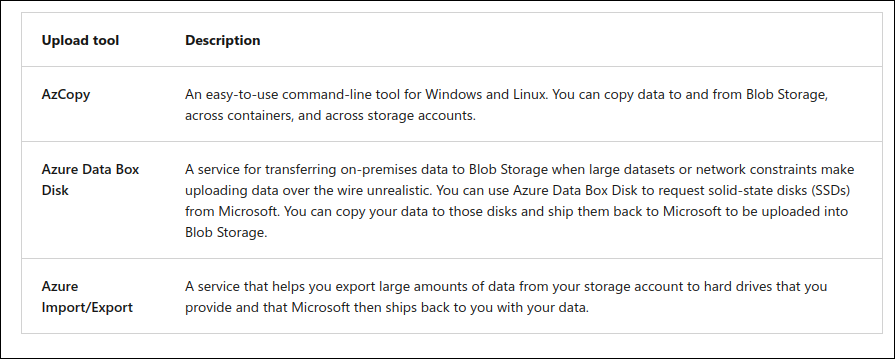 Upload tool Description
AzCopy An easy-to-use command-line tool for Windows and Linux. You can copy data to and from Blob Storage,
across containers, and across storage accounts.
Azure Data Box A service for transferring on-premises data to Blob Storage when large datasets or network constraints make
Disk uploading data over the wire unrealistic. You can use Azure Data Box Disk to request solid-state disks (SSDs)
from Microsoft. You can copy your data to those disks and ship them back to Microsoft to be uploaded into
Blob Storage.
Azure A service that helps you export large amounts of data from your storage account to hard drives that you
Import/Export provide and that Microsoft then ships back to you with your data.